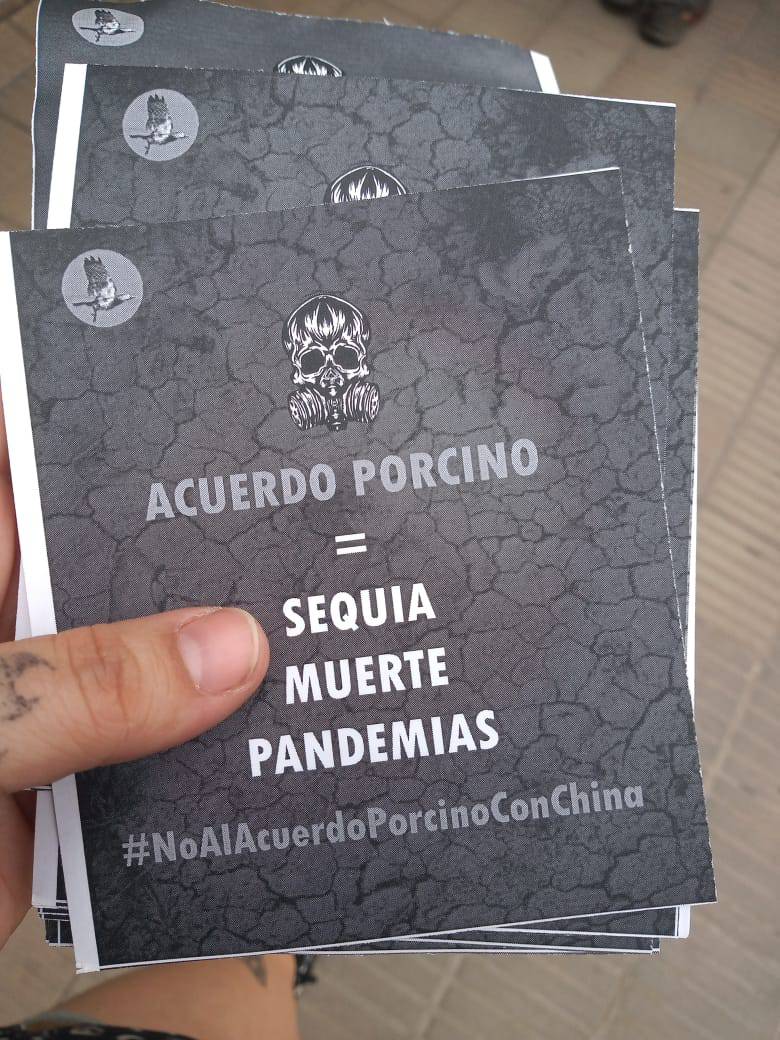 ACUERDO PORCINO
=
SEQUIA
MUERTE
PANDEMIAS
#NoAlAcuerdoPorcinoConChina